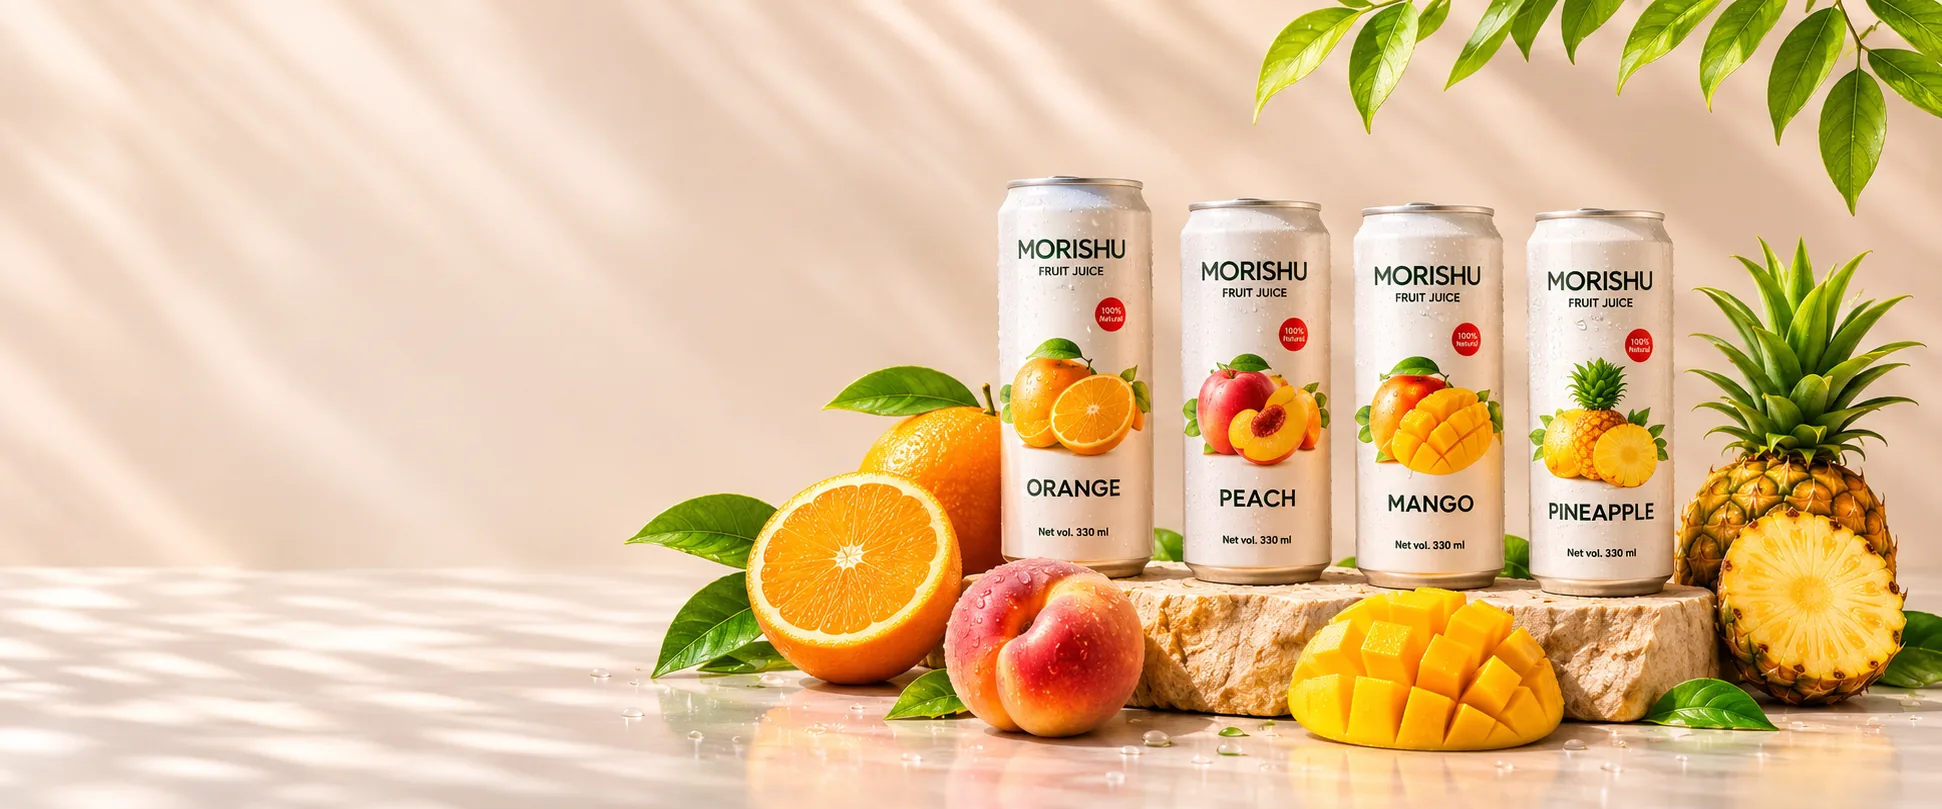 MORISHU
FRUIT JUICE
100%
Natural
ORANGE
Net vol. 330 ml
MORISHU
FRUIT JUICE
100%
Natural
PEACH
Net vol. 330 ml
MORISHU
FRUIT JUICE
100%
Natural
MANGO
Net vol. 330 ml
MORISHU
FRUIT JUICE
100%
Natural
PINEAPPLE
Net vol. 330 ml